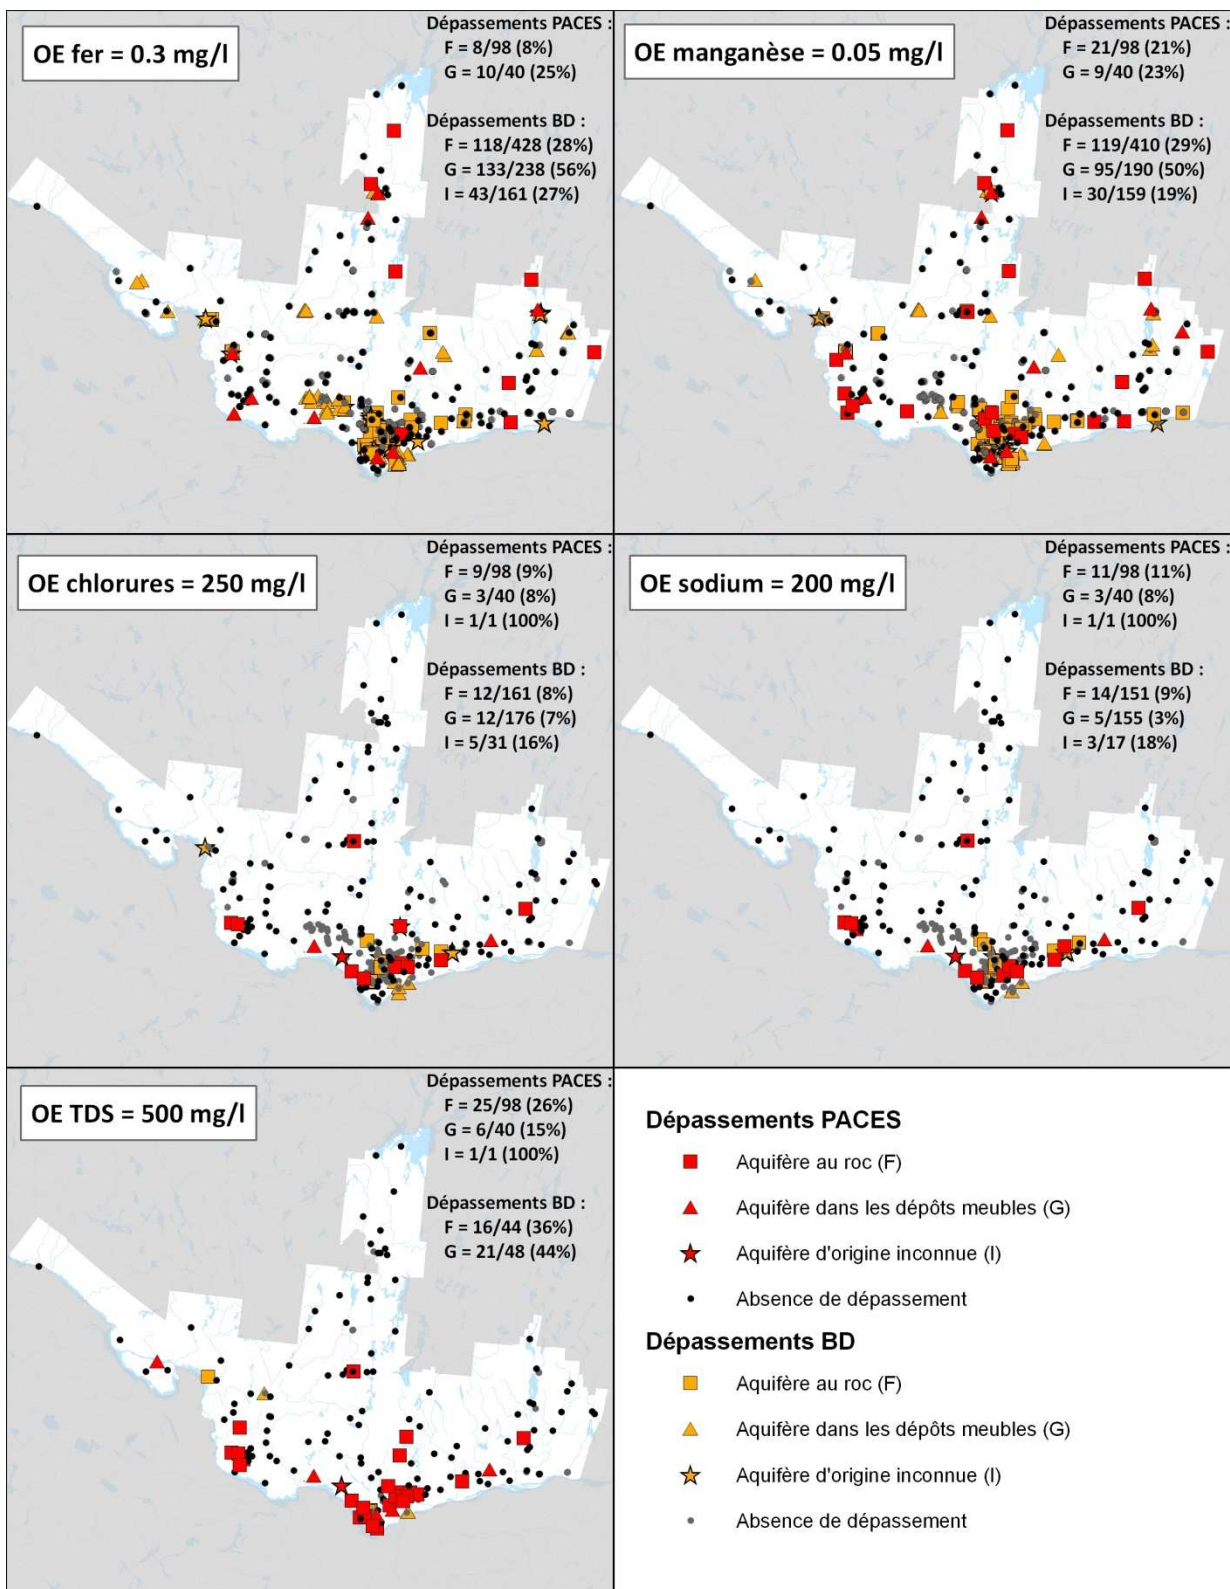 OE fer = 0.3 mg/l
Dépassements PACES :
F = 8/98 (8%)
G = 10/40 (25%)
Dépassements BD :
F = 118/428 (28%)
G = 133/238 (56%)
I = 43/161 (27%)
OE manganèse = 0.05 mg/l
Dépassements PACES :
F = 21/98 (21%)
G = 9/40 (23%)
Dépassements BD :
F = 119/410 (29%)
G = 95/190 (50%)
I = 30/159 (19%)
OE chlorures = 250 mg/l
Dépassements PACES :
F = 9/98 (9%)
G = 3/40 (8%)
I = 1/1 (100%)
Dépassements BD :
F = 12/161 (8%)
G = 12/176 (7%)
I = 5/31 (16%)
OE sodium = 200 mg/l
Dépassements PACES :
F = 11/98 (11%)
G = 3/40 (8%)
I = 1/1 (100%)
Dépassements BD :
F = 14/151 (9%)
G = 5/155 (3%)
I = 3/17 (18%)
OE TDS = 500 mg/l
Dépassements PACES :
F = 25/98 (26%)
G = 6/40 (15%)
I = 1/1 (100%)
Dépassements BD :
F = 16/44 (36%)
G = 21/48 (44%)
Dépassements PACES
Aquifère au roc (F)
Aquifère dans les dépôts meubles (G)
Aquifère d'origine inconnue (I)
Absence de dépassement
Dépassements BD
Aquifère au roc (F)
Aquifère dans les dépôts meubles (G)
Aquifère d'origine inconnue (I)
Absence de dépassement